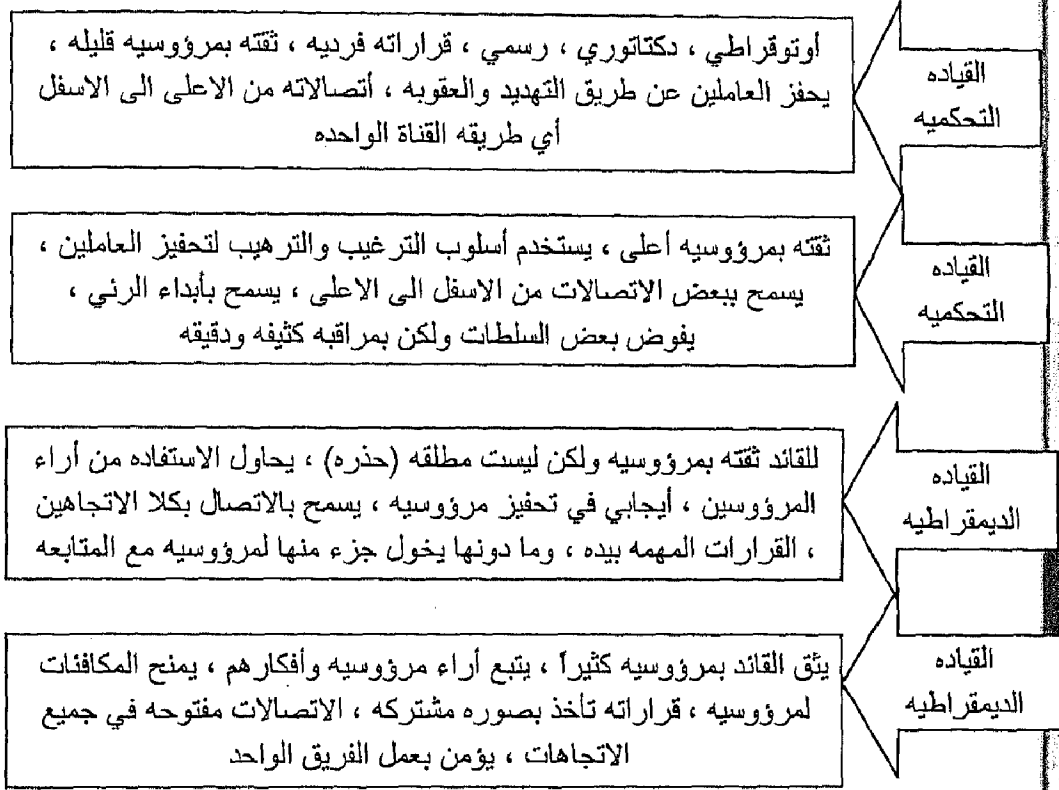 القياده
التحكميه
أوتوقراطي ، دكتاتوري ، رسمي ، قراراته فرديه ، ثقته بمرؤوسيه قليله ،
يحفز العاملين عن طريق التهديد والعقوبه ، أتصالاته من الاعلى الى الاسفل
أي طريقه القناة الواحده
القياده
التحكميه
ثقته بمرؤوسيه أعلى ، يستخدم أسلوب الترغيب والترهيب لتحفيز العاملين ،
يسمح ببعض الاتصالات من الاسفل الى الاعلى ، يسمح بأبداء الرئي ،
يفوض بعض السلطات ولكن بمراقبه كثيفه ودقيقه
القياده
الديمقراطيه
للقائد ثقته بمرؤوسيه ولكن ليست مطلقه (حذره) ، يحاول الاستفاده من أراء
المرؤوسين ، أيجابي في تحفيز مرؤوسيه ، يسمح بالاتصال بكلا الاتجاهين
، القرارات المهمه بيده ، وما دونها يخول جزء منها لمرؤوسيه مع المتابعه
القياده
الديمقراطيه
يثق القائد بمرؤوسيه كثيراً ، يتبع أراء مرؤوسيه وأفكارهم ، يمنح المكافئات
لمرؤوسيه ، قراراته تأخذ بصوره مشتركه ، الاتصالات مفتوحه في جميع
الاتجاهات ، يؤمن بعمل الفريق الواحد